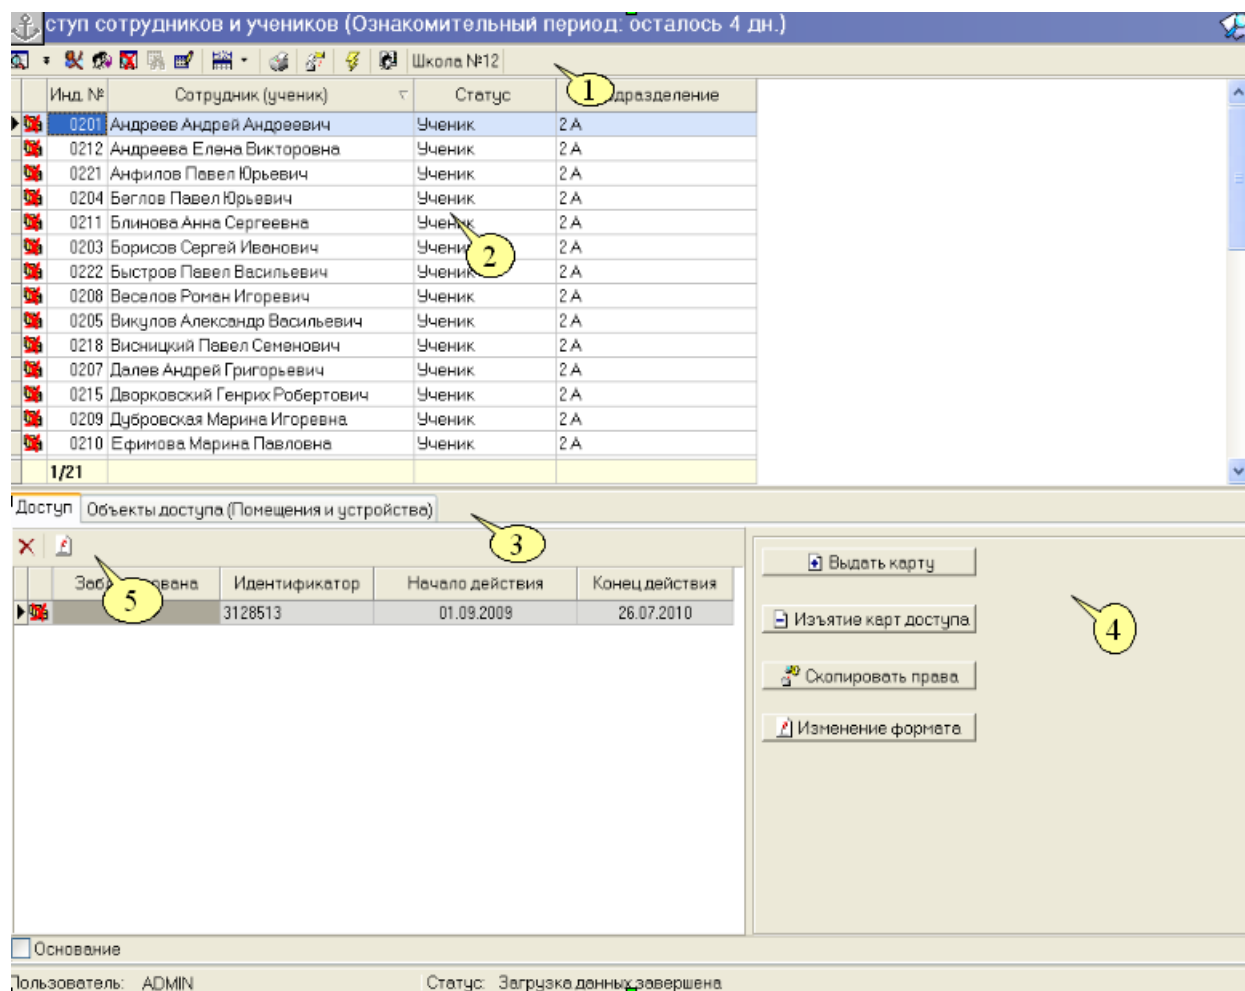 ступ сотрудников и учеников (Ознакомительный период: осталось 4 дн.)
Школа №12
1
Инд. № Сотрудник (ученик) Статус дразделение
0201 Андреев Андрей Андреевич Ученик 2 А
0212 Андреева Елена Викторовна Ученик 2 А
0221 Анфилов Павел Юрьевич Ученик 2 А
0204 Беглов Павел Юрьевич Ученик 2 А
0211 Блинова Анна Сергеевна Ученик 2 А
0203 Борисов Сергей Иванович Учени 2 А
2
0222 Быстров Павел Васильевич Ученик 2 А
0208 Веселов Роман Игоревич Ученик 2 А
0205 Викулов Александр Васильевич Ученик 2 А
0218 Висницкий Павел Семенович Ученик 2 А
0207 Далев Андрей Григорьевич Ученик 2 А
0215 Дворковский Генрих Робертович Ученик 2 А
0209 Дубровская Марина Игоревна Ученик 2 А
0210 Ефимова Марина Павловна Ученик 2 А
1/21
Доступ Объекты доступа (Помещения и устройства)
3
Выдать карту
Заб ована Идентификатор Начало действия Конец действия
5
3128513 01.09.2009 26.07.2010
Изъятие карт доступа
4
Скопировать права
Изменение формата
Основание
Пользователь: ADMIN Статус: Загрузка данных завершена